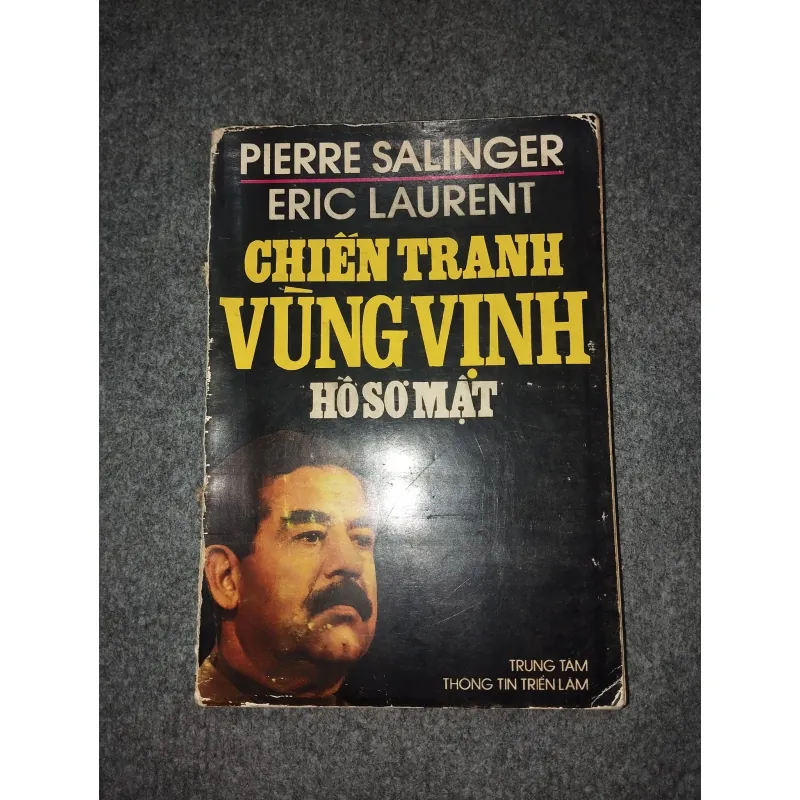 PIERRE SALINGER
ERIC LAURENT
CHIẾN TRANH
VÙNG VỊNH
HỒ SƠ MẬT
TRUNG TÂM
THÔNG TIN TRIỂN LÃM